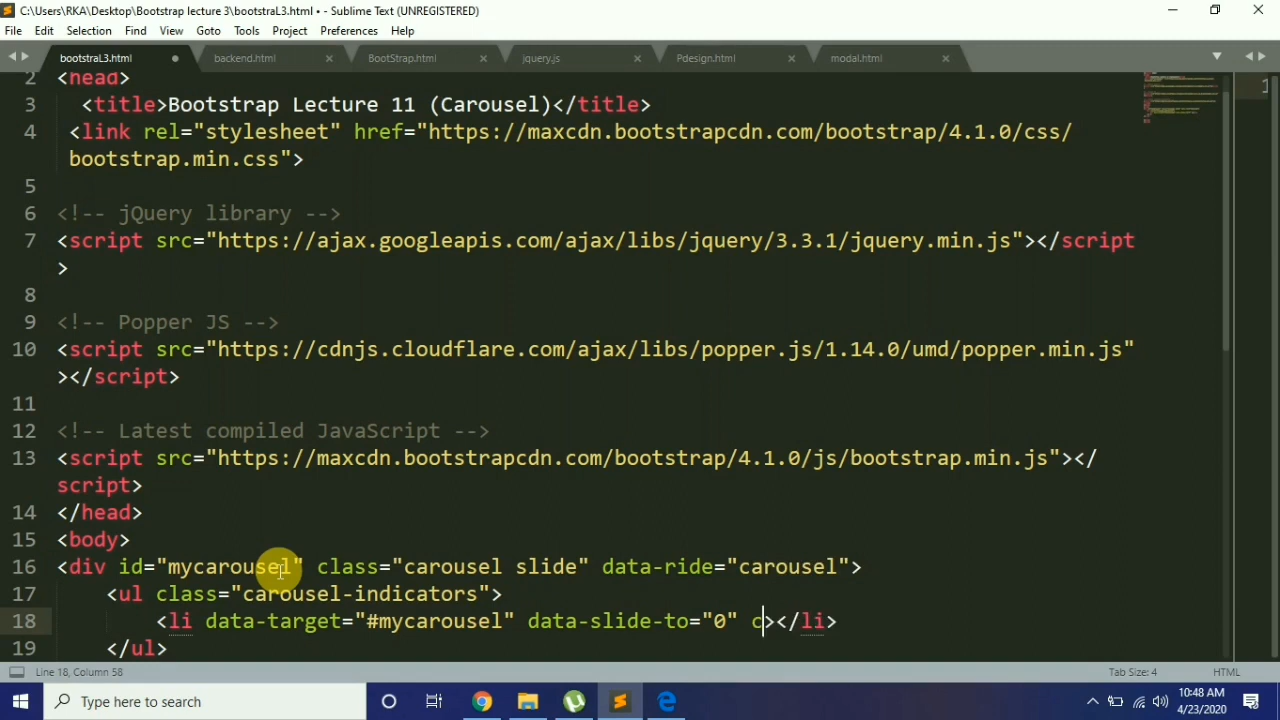 C:\Users\RKA\Desktop\Bootstrap lecture 3\bootstraL3.html • - Sublime Text (UNREGISTERED)
File Edit Selection Find View Goto Tools Project Preferences Help
bootstraL3.html backend.html BootStrap.html jquery.js Pdesign.html modal.html
2 <head>
3 <title>Bootstrap Lecture 11 (Carousel)</title>
4 <link rel="stylesheet" href="https://maxcdn.bootstrapcdn.com/bootstrap/4.1.0/css/
bootstrap.min.css">
5
6 <!-- jQuery library -->
7 <script src="https://ajax.googleapis.com/ajax/libs/jquery/3.3.1/jquery.min.js"></script
>
8
9 <!-- Popper JS -->
10 <script src="https://cdnjs.cloudflare.com/ajax/libs/popper.js/1.14.0/umd/popper.min.js"
></script>
11
12 <!-- Latest compiled JavaScript -->
13 <script src="https://maxcdn.bootstrapcdn.com/bootstrap/4.1.0/js/bootstrap.min.js"></
script>
14 </head>
15 <body>
16 <div id="mycarousel" class="carousel slide" data-ride="carousel">
17 <ul class="carousel-indicators">
18 <li data-target="#mycarousel" data-slide-to="0" c></li>
19 </ul>
1
Line 18, Column 58 Tab Size: 4 HTML
Type here to search
10:48 AM
4/23/2020